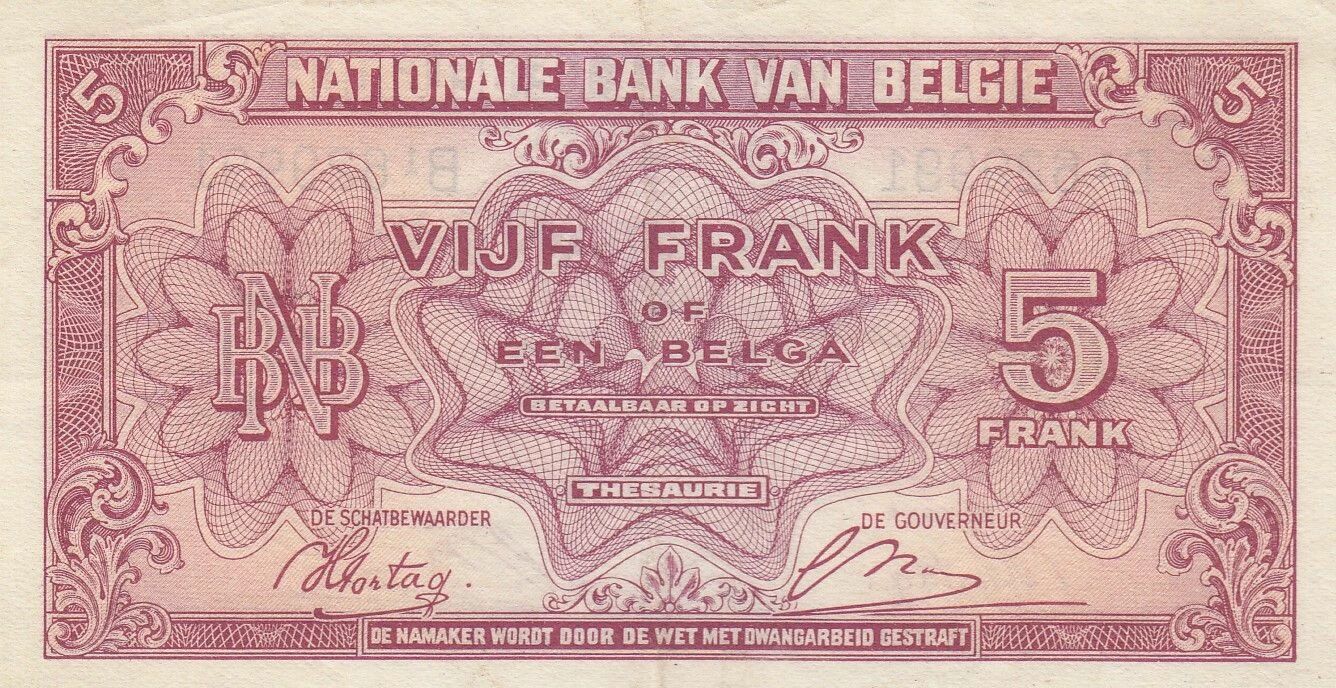 5 NATIONALE BANK VAN BELGIE 5
VIJF FRANK
OF
EEN BELGA
BETAALBAAR OP ZICHT
THESAURIE
BNB
5
FRANK
DE SCHATBEWAARDER
DE GOUVERNEUR
DE NAMAKER WORDT DOOR DE WET MET DWANGARBEID GESTRAFT